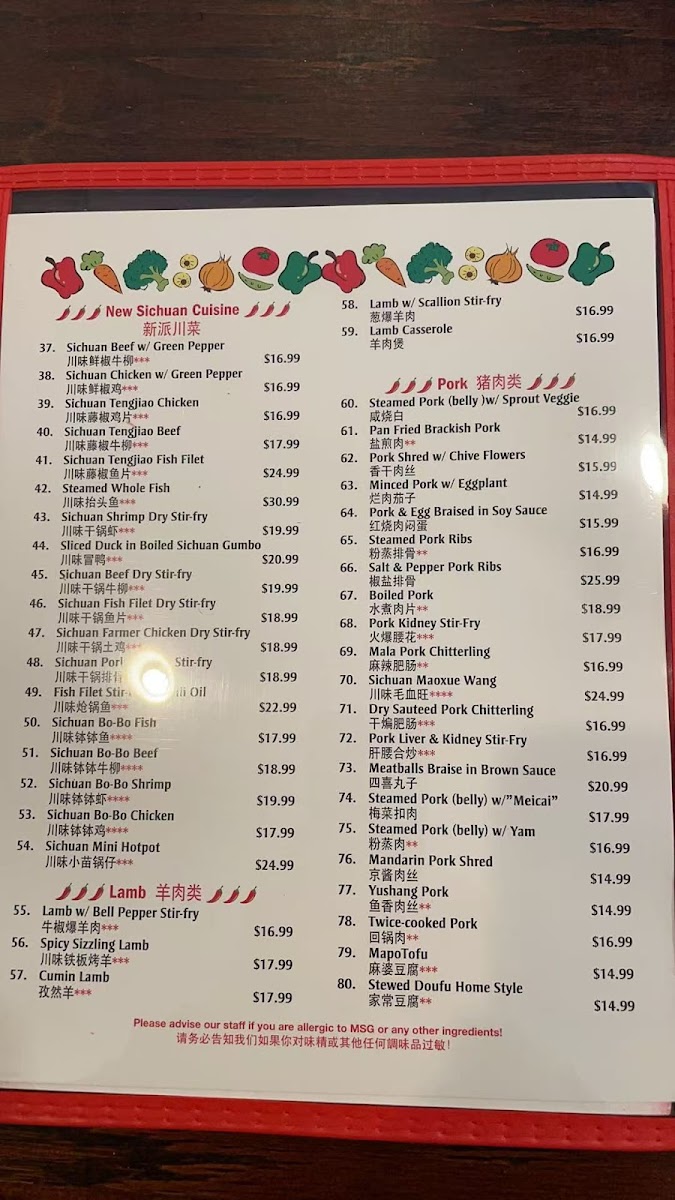 New Sichuan Cuisine
新派川菜
37. Sichuan Beef w/ Green Pepper
川味鲜椒牛柳*** $16.99
38. Sichuan Chicken w/ Green Pepper
川味鲜椒鸡*** $16.99
39. Sichuan Tengjiao Chicken
川味藤椒鸡片*** $16.99
40. Sichuan Tengjiao Beef
川味藤椒牛柳*** $17.99
41. Sichuan Tengjiao Fish Filet
川味藤椒鱼片*** $24.99
42. Steamed Whole Fish
川味抬头鱼*** $30.99
43. Sichuan Shrimp Dry Stir-fry
川味干锅虾*** $19.99
44. Sliced Duck in Boiled Sichuan Gumbo
川味冒鸭*** $20.99
45. Sichuan Beef Dry Stir-fry
川味干锅牛柳*** $19.99
46. Sichuan Fish Filet Dry Stir-fry
川味干锅鱼片*** $18.99
47. Sichuan Farmer Chicken Dry Stir-fry
川味干锅土鸡*** $18.99
48. Sichuan Stir-fry
川味干锅排骨 $18.99
49. Fish Filet Oil
川味炝锅鱼*** $22.99
50. Sichuan Bo-Bo Fish
川味钵钵鱼**** $17.99
51. Sichuan Bo-Bo Beef
川味钵钵牛柳**** $18.99
52. Sichuan Bo-Bo Shrimp
川味钵钵虾**** $19.99
53. Sichuan Bo-Bo Chicken
川味钵钵鸡**** $17.99
54. Sichuan Mini Hotpot
川味小苗锅仔*** $24.99
Lamb 羊肉类
55. Lamb w/ Bell Pepper Stir-fry
牛椒爆羊肉*** $16.99
56. Spicy Sizzling Lamb
川味铁板烤羊*** $17.99
57. Cumin Lamb
孜然羊*** $17.99
58. Lamb w/ Scallion Stir-fry
葱爆羊肉 $16.99
59. Lamb Casserole
羊肉煲 $16.99
Pork 猪肉类
60. Steamed Pork (belly )w/ Sprout Veggie
咸烧白 $16.99
61. Pan Fried Brackish Pork
盐煎肉** $14.99
62. Pork Shred w/ Chive Flowers
香干肉丝 $15.99
63. Minced Pork w/ Eggplant
烂肉茄子 $14.99
64. Pork & Egg Braised in Soy Sauce
红烧肉闷蛋 $15.99
65. Steamed Pork Ribs
粉蒸排骨** $16.99
66. Salt & Pepper Pork Ribs
椒盐排骨 $25.99
67. Boiled Pork
水煮肉片** $18.99
68. Pork Kidney Stir-Fry
火爆腰花*** $17.99
69. Mala Pork Chitterling
麻辣肥肠** $16.99
70. Sichuan Maoxue Wang
川味毛血旺**** $24.99
71. Dry Sauteed Pork Chitterling
干煸肥肠*** $16.99
72. Pork Liver & Kidney Stir-Fry
肝腰合炒*** $16.99
73. Meatballs Braise in Brown Sauce
四喜丸子 $20.99
74. Steamed Pork (belly) w/"Meicai"
梅菜扣肉 $17.99
75. Steamed Pork (belly) w/ Yam
粉蒸肉** $16.99
76. Mandarin Pork Shred
京酱肉丝 $14.99
77. Yushang Pork
鱼香肉丝** $14.99
78. Twice-cooked Pork
回锅肉** $16.99
79. MapoTofu
麻婆豆腐*** $14.99
80. Stewed Doufu Home Style
家常豆腐** $14.99
Please advise our staff if you are allergic to MSG or any other ingredients!
请务必告知我们如果你对味精或其他任何調味品过敏!